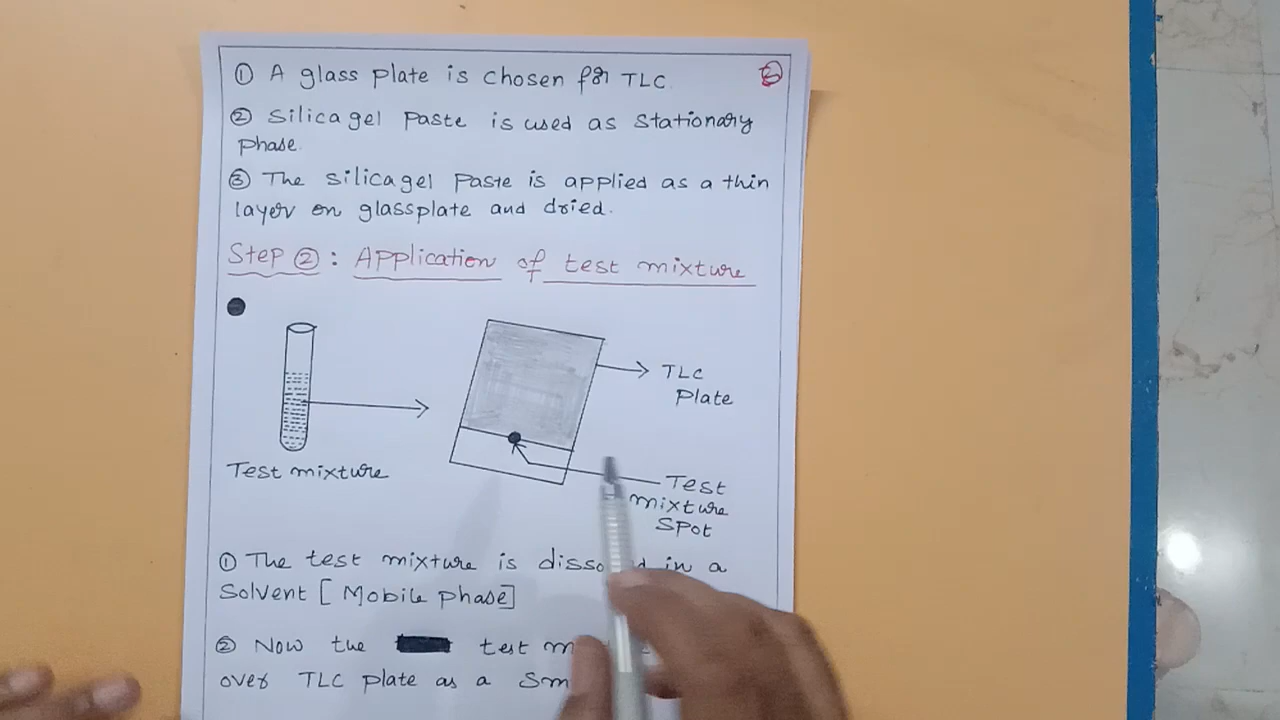 ① A glass plate is chosen for TLC.
②
② Silicagel paste is used as stationary
phase.
③ The silicagel paste is applied as a thin
layer on glassplate and dried.
Step ② : Application of test mixture
TLC
Plate
Test mixture
Test
mixture
Spot
① The test mixture is in a
Solvent [ Mobile phase]
② Now the test
over TLC plate as a